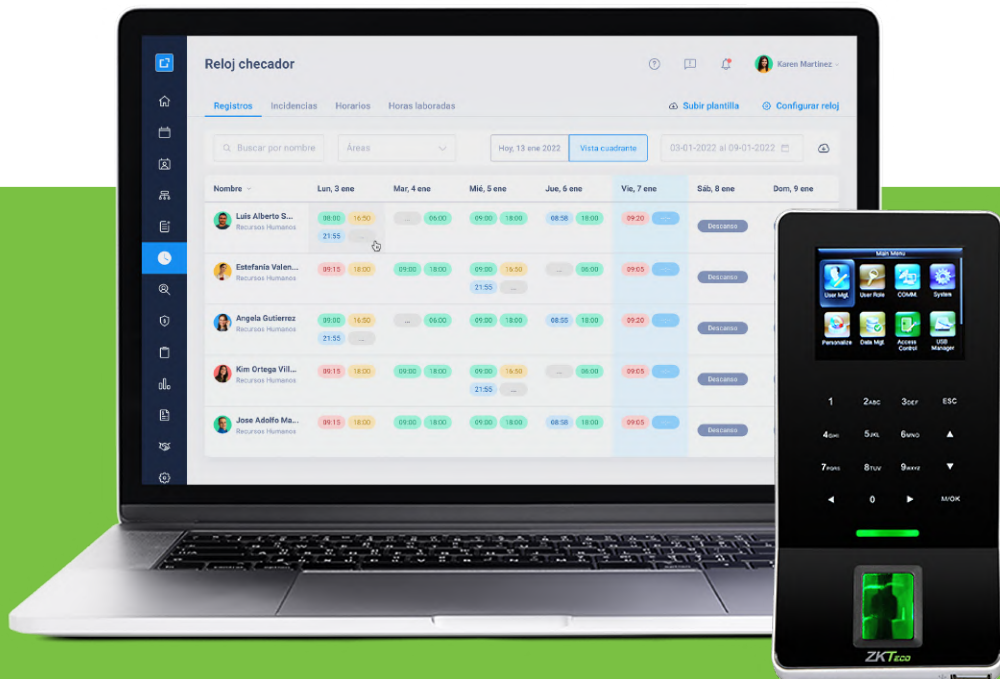 Reloj checador
Karen Martinez
Registros Incidencias Horarios Horas laboradas Subir plantilla Configurar reloj
Buscar por nombre Áreas Hoy, 13 ene 2022 Vista cuadrante 03-01-2022 al 09-01-2022
Nombre Lun, 3 ene Mar, 4 ene Mié, 5 ene Jue, 6 ene Vie, 7 ene Sáb, 8 ene Dom, 9 ene
Luis Alberto S... 08:00 16:50 ... 06:00 09:00 18:00 08:58 18:00 09:20 --:-- Descanso
Recursos Humanos 21:55 ...
Estefanía Valen... 09:15 18:00 09:00 18:00 09:00 16:50 ... 06:00 09:05 --:-- Descanso
Recursos Humanos 21:55 ...
Angela Gutierrez 09:00 16:50 ... 06:00 09:00 18:00 08:55 18:00 09:20 --:-- Descanso
Recursos Humanos 21:55 ...
Kim Ortega Vill... 09:15 18:00 09:00 18:00 09:00 16:50 ... 06:00 09:05 --:-- Descanso
Recursos Humanos 21:55 ...
Jose Adolfo Ma... 09:15 18:00 09:00 18:00 09:00 18:00 08:58 18:00 09:05 --:-- Descanso
Recursos Humanos
Main Menu
User Mgt. User Role COMM. System
Personalize Data Mgt. Access Control USB Manager
1 2ABC 3DEF ESC
4GHI 5JKL 6MNO ▲
7PQRS 8TUV 9WXYZ ▼
◀ 0 ▶ M/OK
ZKTeco